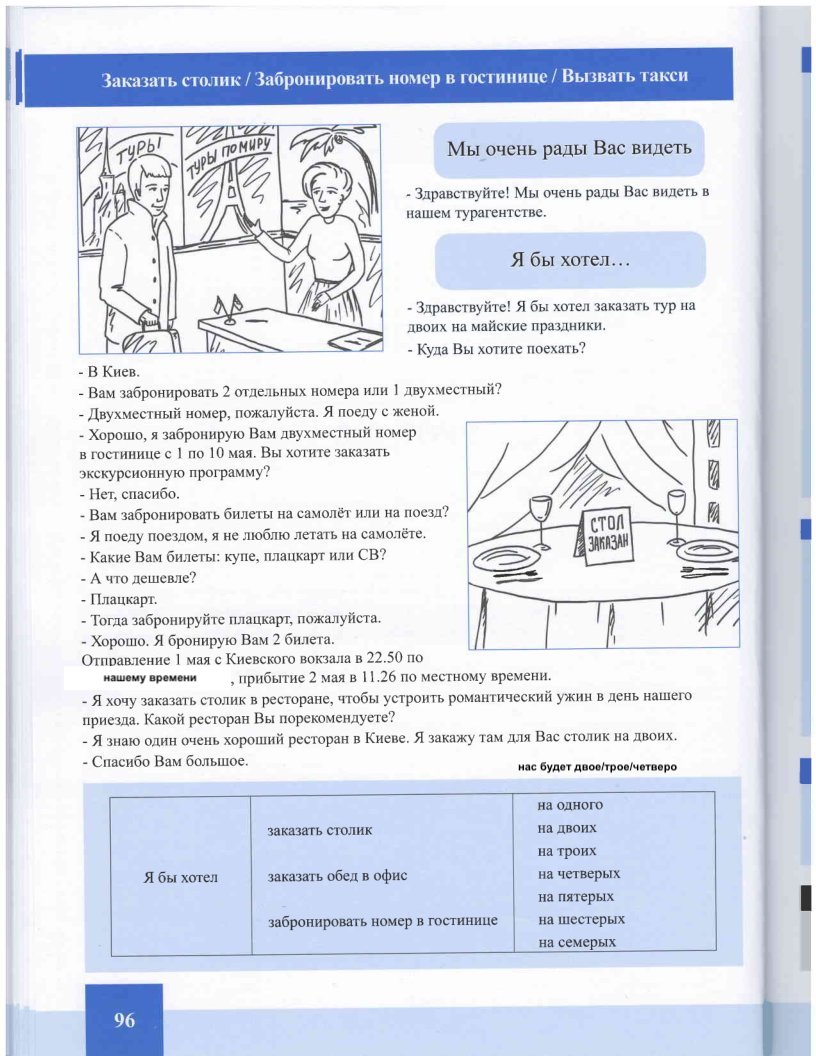 Заказать столик / Забронировать номер в гостинице / Вызвать такси
ТУРЫ
ТУРЫ ПО МИРУ
Мы очень рады Вас видеть
- Здравствуйте! Мы очень рады Вас видеть в
нашем турагентстве.
Я бы хотел…
- Здравствуйте! Я бы хотел заказать тур на
двоих на майские праздники.
- Куда Вы хотите поехать?
- В Киев.
- Вам забронировать 2 отдельных номера или 1 двухместный?
- Двухместный номер, пожалуйста. Я поеду с женой.
- Хорошо, я забронирую Вам двухместный номер
в гостинице с 1 по 10 мая. Вы хотите заказать
экскурсионную программу?
- Нет, спасибо.
- Вам забронировать билеты на самолёт или на поезд?
- Я поеду поездом, я не люблю летать на самолёте.
- Какие Вам билеты: купе, плацкарт или СВ?
- А что дешевле?
- Плацкарт.
- Тогда забронируйте плацкарт, пожалуйста.
- Хорошо. Я бронирую Вам 2 билета.
Отправление 1 мая с Киевского вокзала в 22.50 по
нашему времени , прибытие 2 мая в 11.26 по местному времени.
СТОЛ
ЗАКАЗАН
- Я хочу заказать столик в ресторане, чтобы устроить романтический ужин в день нашего
приезда. Какой ресторан Вы порекомендуете?
- Я знаю один очень хороший ресторан в Киеве. Я закажу там для Вас столик на двоих.
- Спасибо Вам большое.
нас будет двое/трое/четверо
Я бы хотел
заказать столик
заказать обед в офис
забронировать номер в гостинице
на одного
на двоих
на троих
на четверых
на пятерых
на шестерых
на семерых
96